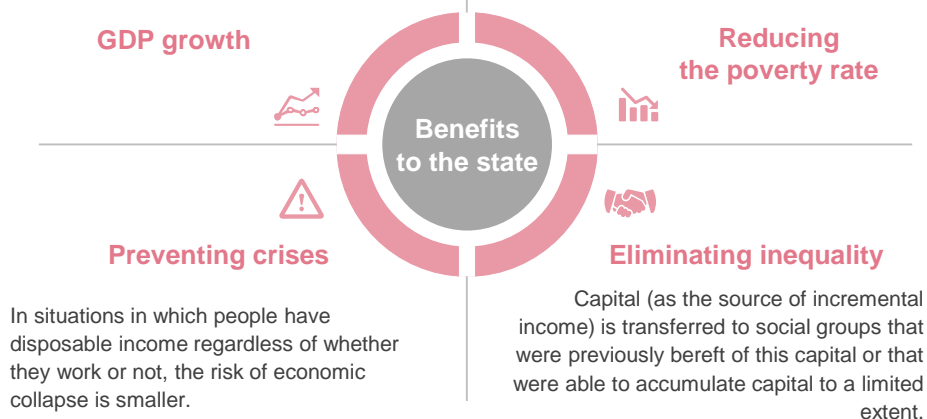 GDP growth
Reducing
the poverty rate
Benefits
to the state
Preventing crises
In situations in which people have
disposable income regardless of whether
they work or not, the risk of economic
collapse is smaller.
Eliminating inequality
Capital (as the source of incremental
income) is transferred to social groups that
were previously bereft of this capital or that
were able to accumulate capital to a limited
extent.